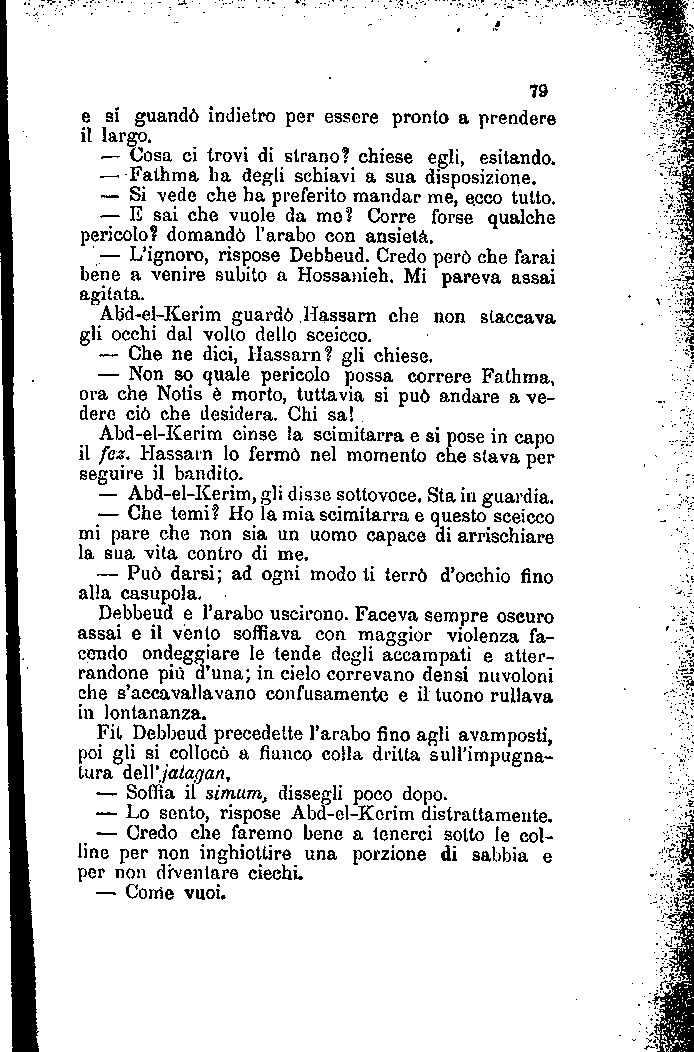 79
e si guandò indietro per essere pronto a prendere
il largo.
— Cosa ci trovi di strano? chiese egli, esitando.
— Fathma ha degli schiavi a sua disposizione.
— Si vede che ha preferito mandar me, ecco tutto.
— E sai che vuole da me? Corre forse qualche
pericolo? domandò l'arabo con ansietà.
— L'ignoro, rispose Debbeud. Credo però che farai
bene a venire subito a Hossanieh. Mi pareva assai
agitata.
Abd-el-Kerim guardò Hassarn che non staccava
gli occhi dal volto dello sceicco.
— Che ne dici, Hassarn? gli chiese.
— Non so quale pericolo possa correre Fathma,
ora che Notis è morto, tuttavia si può andare a ve-
dere ciò che desidera. Chi sa!
Abd-el-Kerim cinse la scimitarra e si pose in capo
il fez. Hassarn lo fermò nel momento che stava per
seguire il bandito.
— Abd-el-Kerim, gli disse sottovoce. Sta in guardia.
— Che temi? Ho la mia scimitarra e questo sceicco
mi pare che non sia un uomo capace di arrischiare
la sua vita contro di me.
— Può darsi; ad ogni modo ti terrò d'occhio fino
alla casupola.
Debbeud e l'arabo uscirono. Faceva sempre oscuro
assai e il vento soffiava con maggior violenza fa-
cendo ondeggiare le tende degli accampati e atter-
randone più d'una; in cielo correvano densi nuvoloni
che s'accavallavano confusamente e il tuono rullava
in lontananza.
Fit Debbeud precedette l'arabo fino agli avamposti,
poi gli si collocò a fianco colla dritta sull'impugna-
tura dell'jatagan,
— Soffia il simum, dissegli poco dopo.
— Lo sento, rispose Abd-el-Kerim distrattamente.
— Credo che faremo bene a tenerci sotto le col-
line per non inghiottire una porzione di sabbia e
per non diventare ciechi.
— Come vuoi.